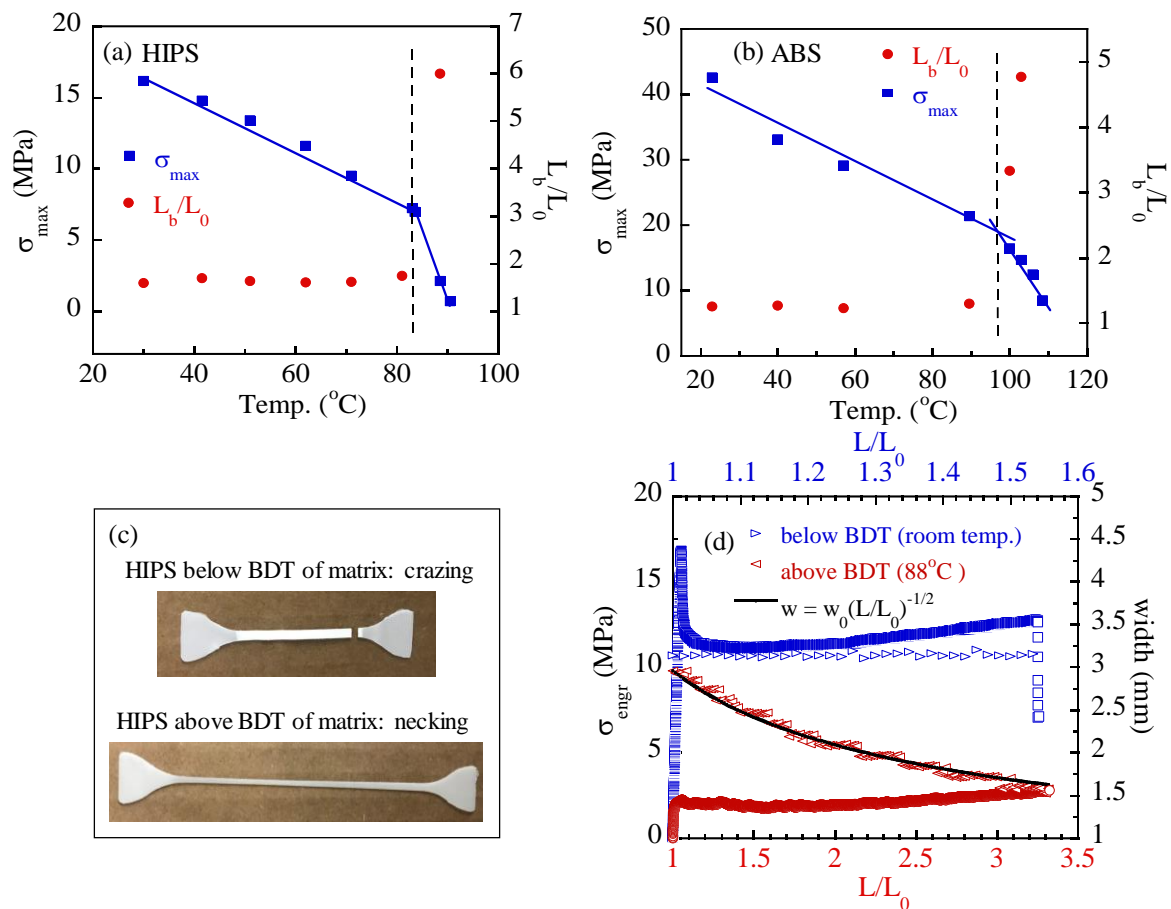 (a) HIPS
σmax
Lb/L0
20
15
10
5
0
σmax (MPa)
7
6
5
4
3
2
1
Lb/L0
20 40 60 80 100
Temp. (oC)
(b) ABS
Lb/L0
σmax
50
40
30
20
10
0
σmax (MPa)
5
4
3
2
1
Lb/L0
20 40 60 80 100 120
Temp. (oC)
(c)
HIPS below BDT of matrix: crazing
HIPS above BDT of matrix: necking
L/L0
1 1.1 1.2 1.3 1.4 1.5 1.6
(d)
below BDT (room temp.)
above BDT (88oC )
w = w0(L/L0)-1/2
20
15
10
5
0
σengr (MPa)
5
4.5
4
3.5
3
2.5
2
1.5
1
width (mm)
1 1.5 2 2.5 3 3.5
L/L0